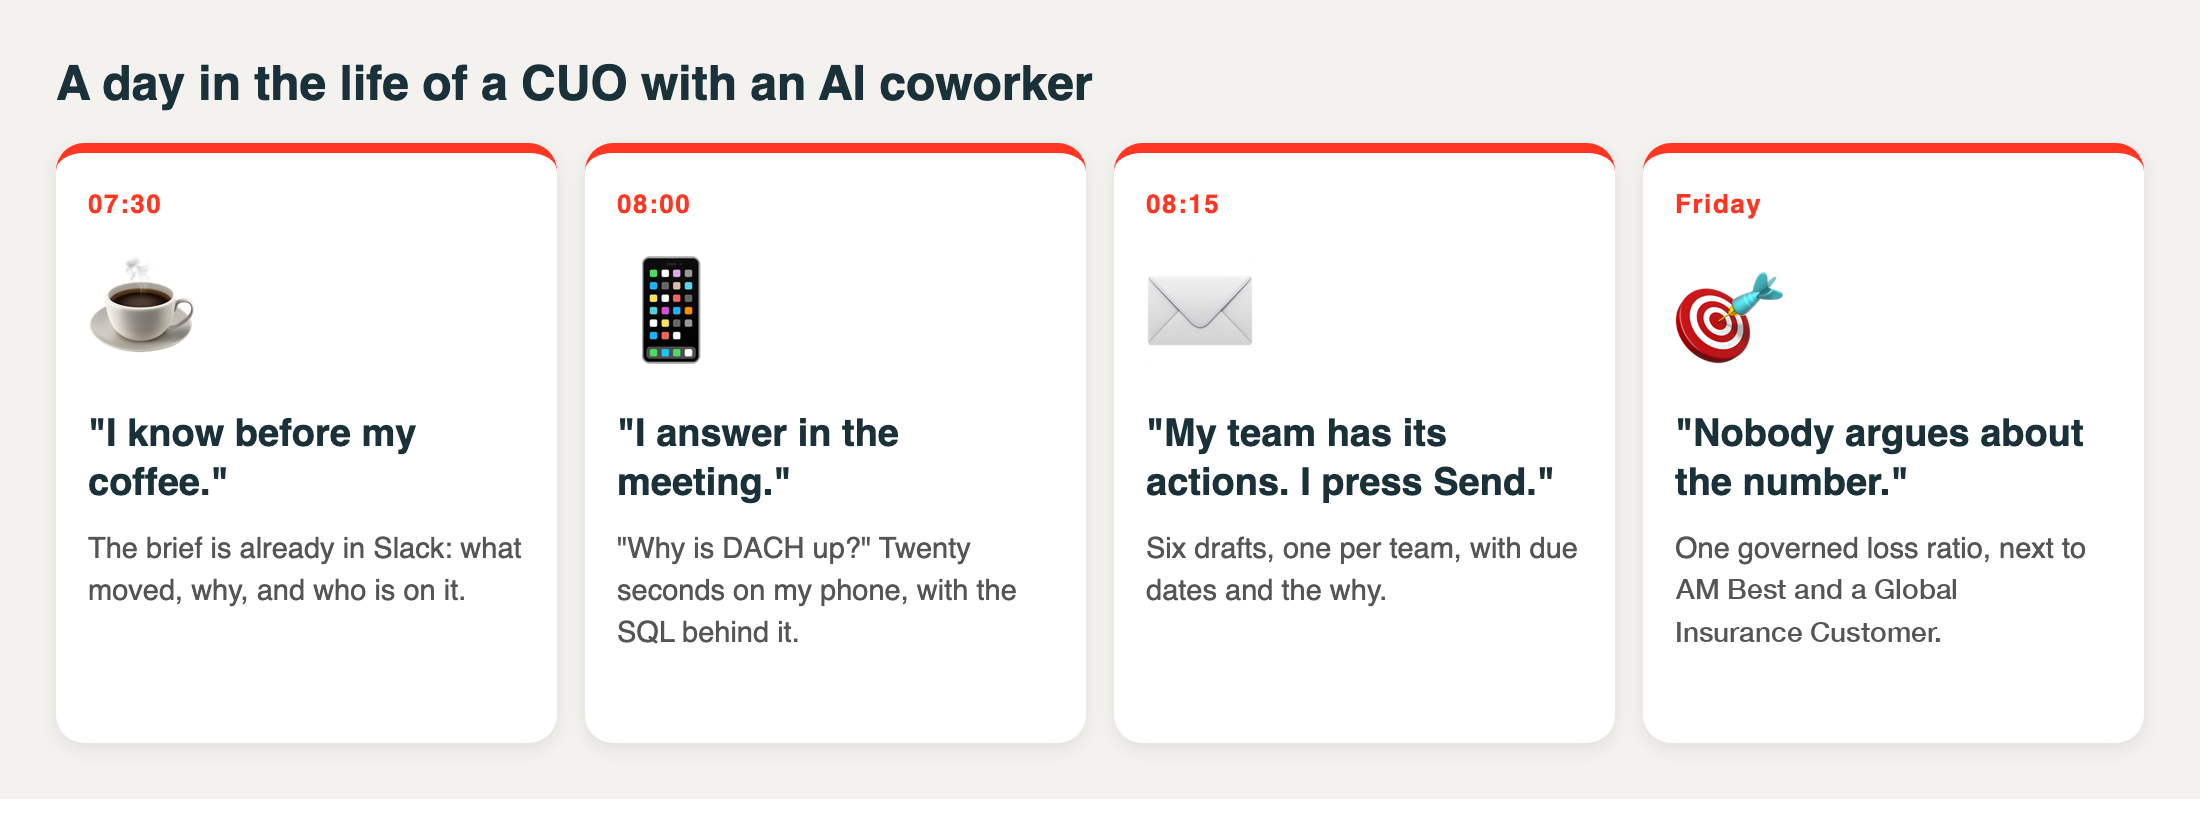 A day in the life of a CUO with an AI coworker
07:30
"I know before my
coffee."
The brief is already in Slack: what
moved, why, and who is on it.
08:00
"I answer in the
meeting."
"Why is DACH up?" Twenty
seconds on my phone, with the
SQL behind it.
08:15
"My team has its
actions. I press Send."
Six drafts, one per team, with due
dates and the why.
Friday
"Nobody argues about
the number."
One governed loss ratio, next to
AM Best and a Global
Insurance Customer.